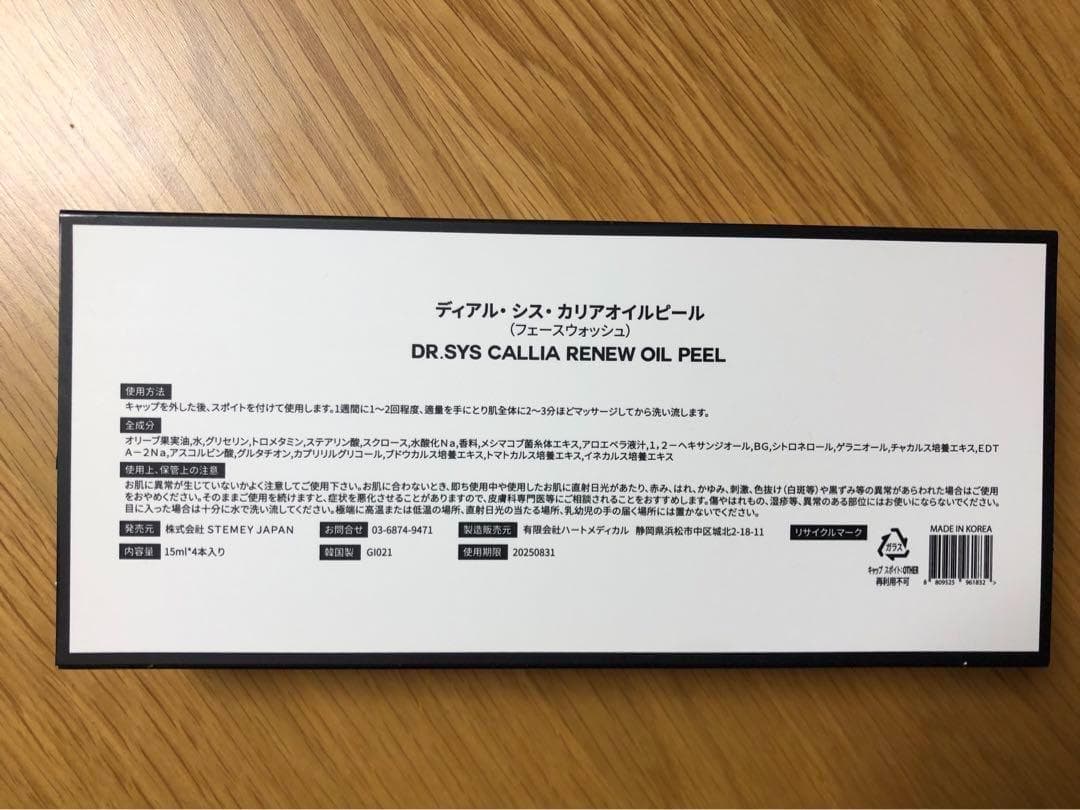 ディアル・シス・カリアオイルピール
（フェースウォッシュ）
DR.SYS CALLIA RENEW OIL PEEL
使用方法
キャップを外した後、スポイトを付けて使用します。1週間に1〜2回程度、適量を手にとり肌全体に2〜3分ほどマッサージしてから洗い流します。
全成分
オリーブ果実油,水,グリセリン,トロメタミン,ステアリン酸,スクロース,水酸化Na,香料,メシマコブ菌糸体エキス,アロエベラ液汁,1,2－ヘキサンジオール,BG,シトロネロール,ゲラニオール,チャカルス培養エキス,EDT
A－2Na,アスコルビン酸,グルタチオン,カプリリルグリコール,ブドウカルス培養エキス,トマトカルス培養エキス,イネカルス培養エキス
使用上、保管上の注意
お肌に異常が生じていないかよく注意してご使用下さい。お肌に合わないとき、即ち使用中や使用したお肌に直射日光があたり、赤み、はれ、かゆみ、刺激、色抜け(白斑等)や黒ずみ等の異常があらわれた場合はご使用
をおやめください。そのままご使用を続けますと、症状を悪化させることがありますので、皮膚科専門医等にご相談されることをおすすめします。傷やはれもの、湿疹等、異常のある部位にはお使いにならないでください。
目に入った場合は十分に水で洗い流してください。極端に高温または低温の場所、直射日光の当たる場所、乳幼児の手の届く場所には置かないでください。
発売元 株式会社 STEMEY JAPAN お問合せ 03-6874-9471 製造販売元 有限会社ハートメディカル 静岡県浜松市中区城北2-18-11 リサイクルマーク
内容量 15ml*4本入り 韓国製 GI021 使用期限 20250831
ガラス
キャップ スポイト:OTHER
再利用不可
MADE IN KOREA
8 809525 961832 >